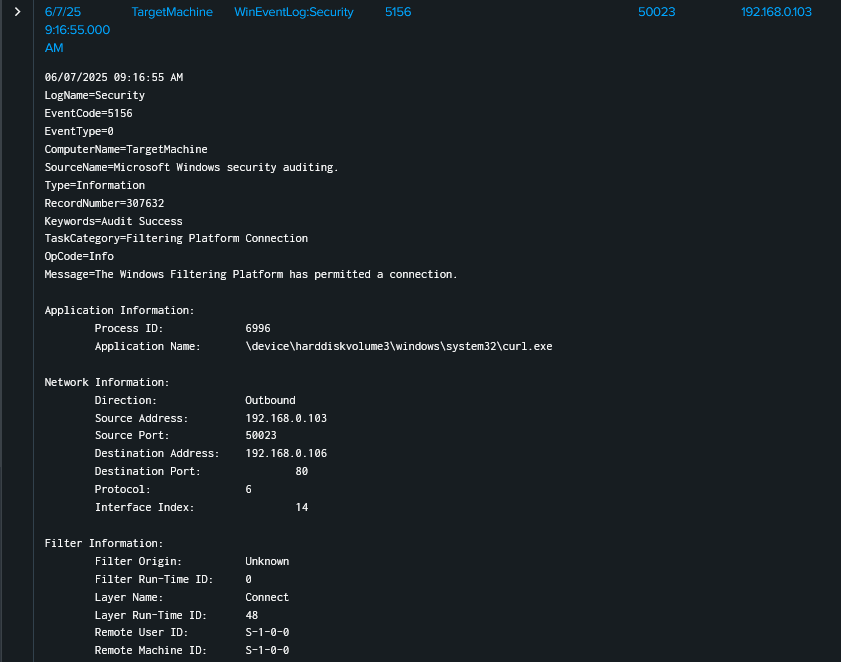 6/7/25 TargetMachine WinEventLog:Security 5156 50023 192.168.0.103
9:16:55.000
AM
06/07/2025 09:16:55 AM
LogName=Security
EventCode=5156
EventType=0
ComputerName=TargetMachine
SourceName=Microsoft Windows security auditing.
Type=Information
RecordNumber=307632
Keywords=Audit Success
TaskCategory=Filtering Platform Connection
OpCode=Info
Message=The Windows Filtering Platform has permitted a connection.
Application Information:
Process ID: 6996
Application Name: \device\harddiskvolume3\windows\system32\curl.exe
Network Information:
Direction: Outbound
Source Address: 192.168.0.103
Source Port: 50023
Destination Address: 192.168.0.106
Destination Port: 80
Protocol: 6
Interface Index: 14
Filter Information:
Filter Origin: Unknown
Filter Run-Time ID: 0
Layer Name: Connect
Layer Run-Time ID: 48
Remote User ID: S-1-0-0
Remote Machine ID: S-1-0-0